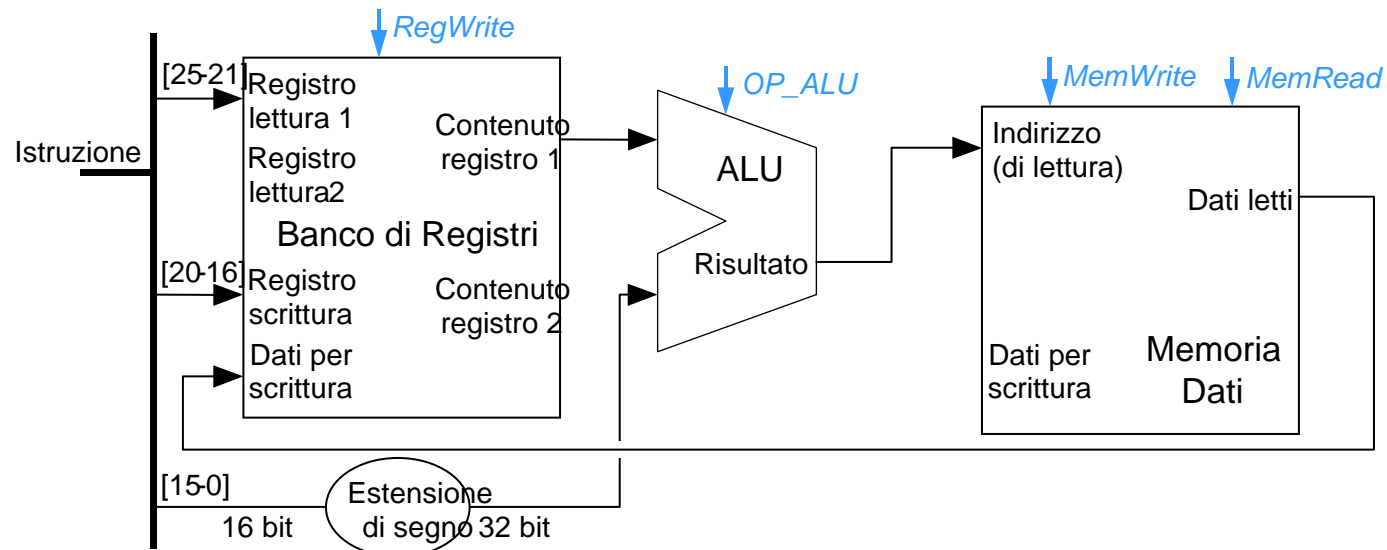 RegWrite
[25-21]
Registro
lettura 1
Registro
lettura2
Contenuto
registro 1
Banco di Registri
[20-16]
Registro
scrittura
Contenuto
registro 2
Dati per
scrittura
Istruzione
OP_ALU
ALU
Risultato
MemWrite
MemRead
Indirizzo
(di lettura)
Dati letti
Dati per
scrittura
Memoria
Dati
[15-0]
16 bit
Estensione
di segno
32 bit